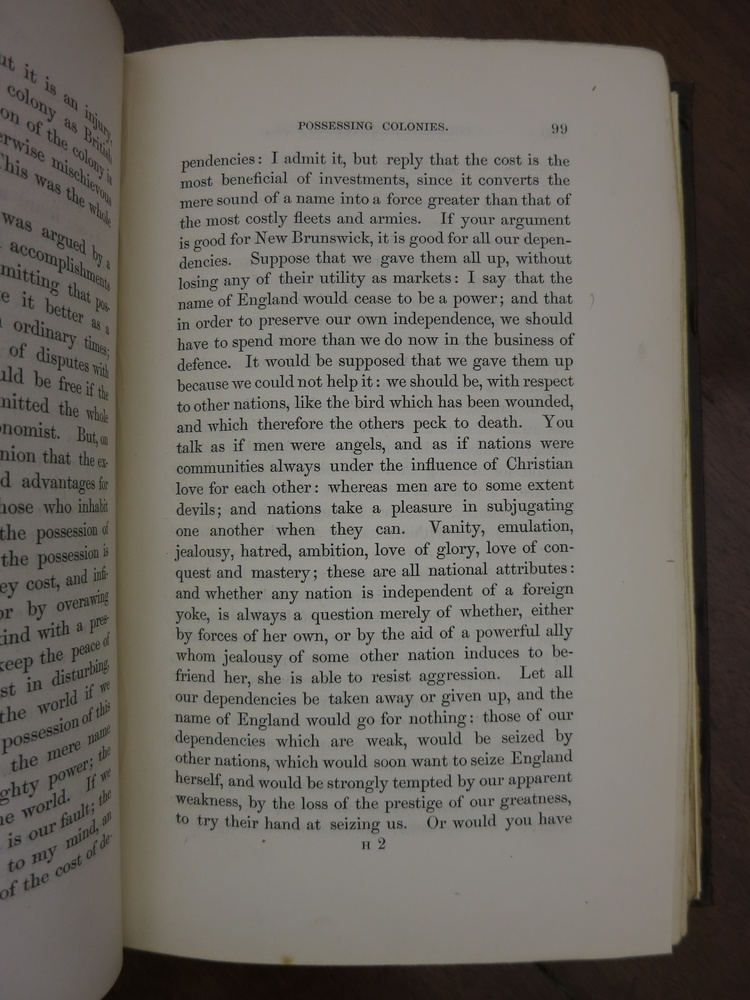 ut it is an injury,
colony as British
on of the colony in
erwise mischievous
This was the whole
was argued by a
accomplishments
mitting that pos-
e it better as a
ordinary times;
of disputes with
uld be free if the
mitted the whole
nomist. But, on
nion that the ex-
d advantages for
hose who inhabit
the possession of
the possession is
ey cost, and infi-
or by overawing
kind with a pres-
keep the peace of
st in disturbing,
the world if we
possession of this
the mere name
ghty power; the
he world. If we
is our fault; the
to my mind, an
of the cost of de-
POSSESSING COLONIES. 99
pendencies: I admit it, but reply that the cost is the
most beneficial of investments, since it converts the
mere sound of a name into a force greater than that of
the most costly fleets and armies. If your argument
is good for New Brunswick, it is good for all our depen-
dencies. Suppose that we gave them all up, without
losing any of their utility as markets: I say that the
name of England would cease to be a power; and that
in order to preserve our own independence, we should
have to spend more than we do now in the business of
defence. It would be supposed that we gave them up
because we could not help it: we should be, with respect
to other nations, like the bird which has been wounded,
and which therefore the others peck to death. You
talk as if men were angels, and as if nations were
communities always under the influence of Christian
love for each other: whereas men are to some extent
devils; and nations take a pleasure in subjugating
one another when they can. Vanity, emulation,
jealousy, hatred, ambition, love of glory, love of con-
quest and mastery; these are all national attributes:
and whether any nation is independent of a foreign
yoke, is always a question merely of whether, either
by forces of her own, or by the aid of a powerful ally
whom jealousy of some other nation induces to be-
friend her, she is able to resist aggression. Let all
our dependencies be taken away or given up, and the
name of England would go for nothing: those of our
dependencies which are weak, would be seized by
other nations, which would soon want to seize England
herself, and would be strongly tempted by our apparent
weakness, by the loss of the prestige of our greatness,
to try their hand at seizing us. Or would you have
H 2